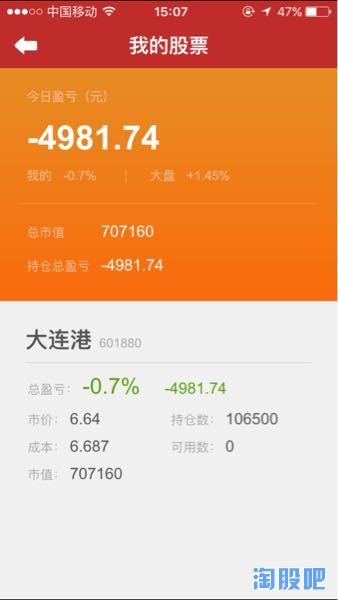 中国移动 15:07 47%
我的股票
今日盈亏（元）
-4981.74
我的 -0.7% | 大盘 +1.45%
总市值 707160
持仓总盈亏 -4981.74
大连港 601880
总盈亏： -0.7% -4981.74
市价： 6.64 持仓数： 106500
成本： 6.687 可用数： 0
市值： 707160
淘股吧